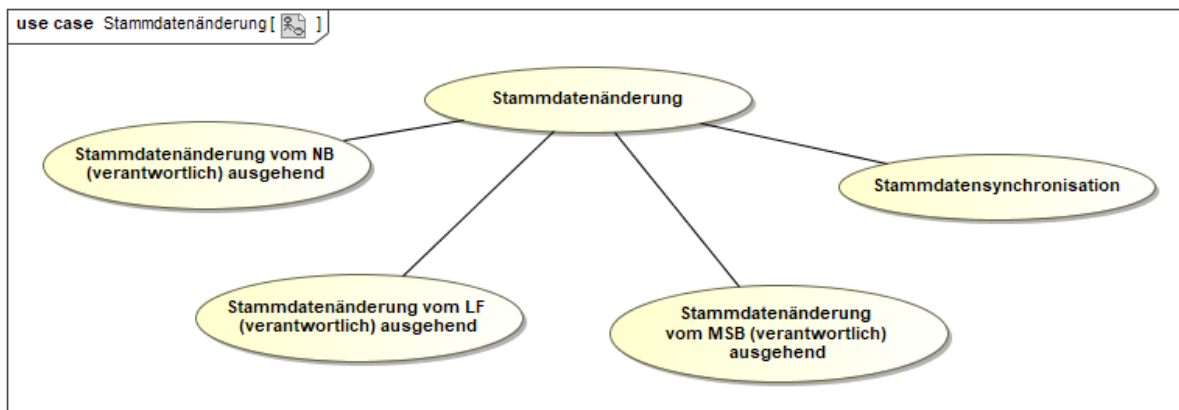 use case Stammdatenänderung [ ]
Stammdatenänderung
Stammdatenänderung vom NB
(verantwortlich) ausgehend
Stammdatensynchronisation
Stammdatenänderung vom LF
(verantwortlich) ausgehend
Stammdatenänderung
vom MSB (verantwortlich)
ausgehend